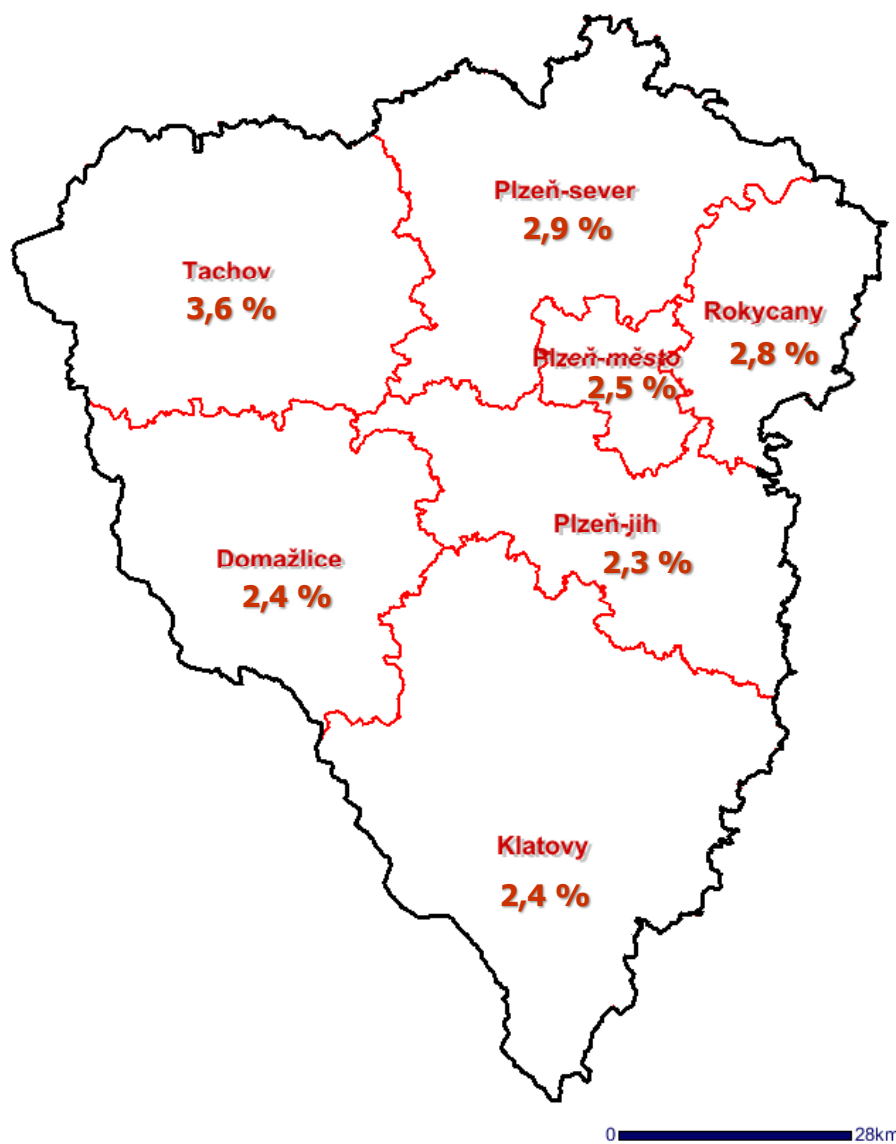 Plzeň-sever
2,9 %
Tachov
3,6 %
Rokycany
2,8 %
Plzeň-město
2,5 %
Plzeň-jih
2,3 %
Domažlice
2,4 %
Klatovy
2,4 %
0 28km